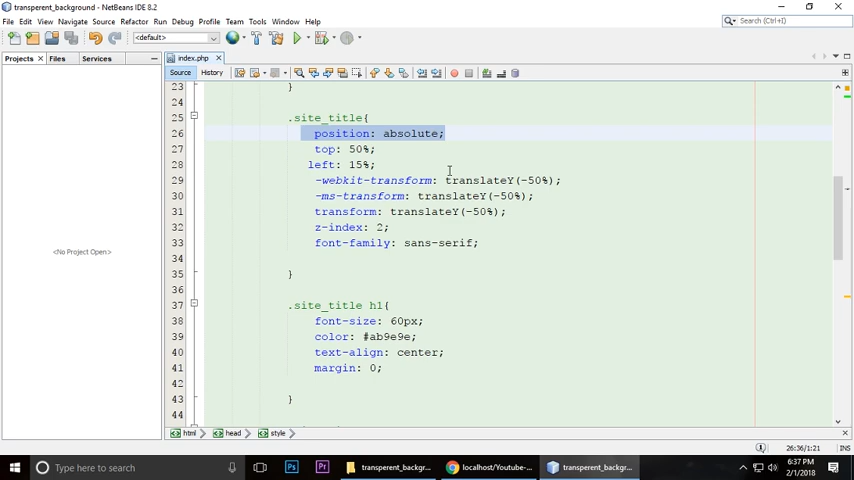 transperent_background - NetBeans IDE 8.2
File Edit View Navigate Source Refactor Run Debug Profile Team Tools Window Help
Search (Ctrl+I)
<default>
Projects Files Services
index.php
Source History
23 }
24
25 .site_title{
26 position: absolute;
27 top: 50%;
28 left: 15%;
29 -webkit-transform: translateY(-50%);
30 -ms-transform: translateY(-50%);
31 transform: translateY(-50%);
32 z-index: 2;
33 font-family: sans-serif;
34
35 }
36
37 .site_title h1{
38 font-size: 60px;
39 color: #ab9e9e;
40 text-align: center;
41 margin: 0;
42
43 }
44
<No Project Open>
html head style
26:36/1:21 INS
Type here to search
Ps
Pr
transperent_backgr...
localhost/Youtube-...
transperent_backgr...
6:37 PM
2/1/2018